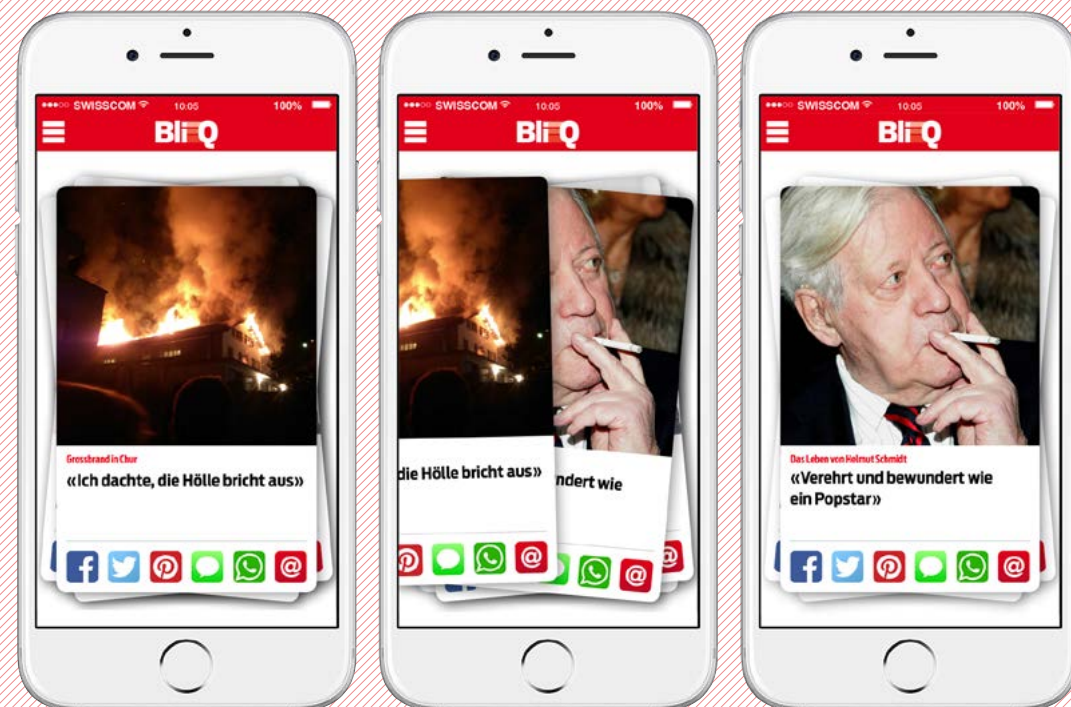 SWISSCOM 10:05 100%
BliQ
Grossbrand in Chur
«Ich dachte, die Hölle bricht aus»
@
SWISSCOM 10:05 100%
BliQ
die Hölle bricht aus»
ndert wie
@
@
SWISSCOM 10:05 100%
BliQ
Das Leben von Helmut Schmidt
«Verehrt und bewundert wie
ein Popstar»
@